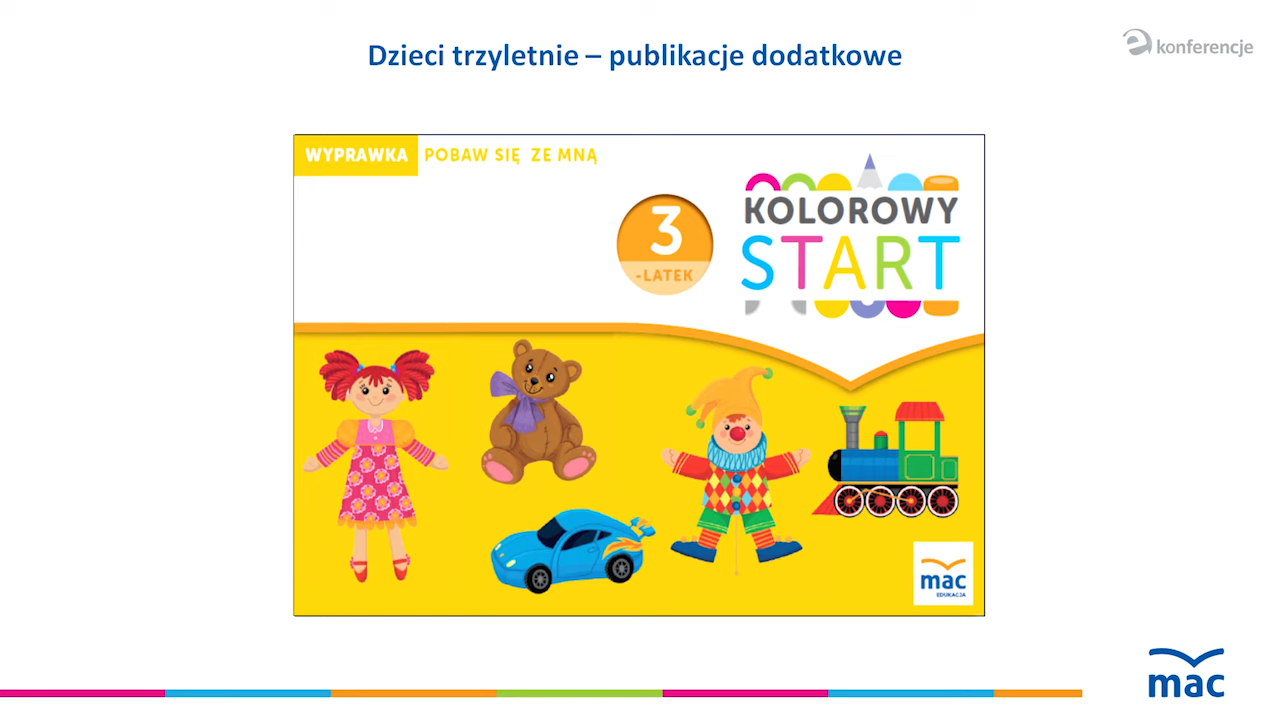 Dzieci trzyletnie – publikacje dodatkowe
e konferencje
WYPRAWKA POBAW SIĘ ZE MNĄ
3
-LATEK
KOLOROWY
START
mac
EDUKACJA
mac